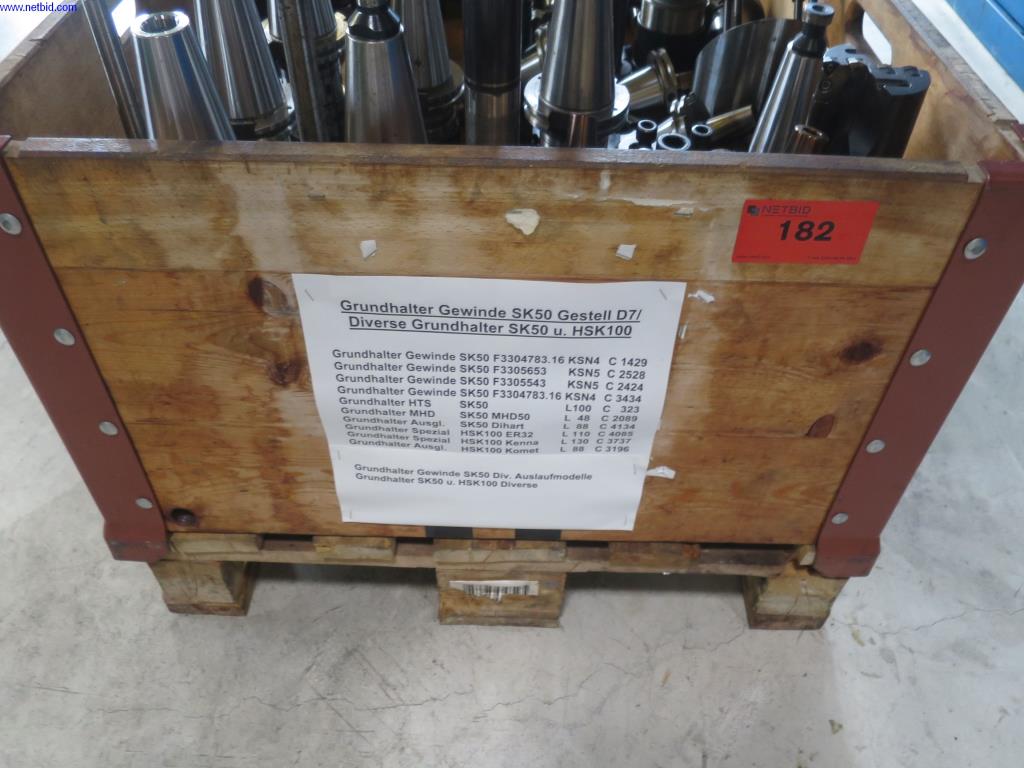 www.netbid.com
NETBID
182
Grundhalter Gewinde SK50 Gestell D7/
Diverse Grundhalter SK50 u. HSK100
Grundhalter Gewinde SK50 F3304783.16 KSN4 C 1429
Grundhalter Gewinde SK50 F3305653 KSN5 C 2528
Grundhalter Gewinde SK50 F3305543 KSN5 C 2424
Grundhalter Gewinde SK50 F3304783.16 KSN4 C 3434
Grundhalter HTS SK50 L100 C 323
Grundhalter MHD SK50 MHD50 L 48 C 2089
Grundhalter Ausgl. SK50 Dihart L 88 C 4134
Grundhalter Spezial HSK100 ER32 L 110 C 4085
Grundhalter Spezial HSK100 Kenna L 130 C 3737
Grundhalter Ausgl. HSK100 Komet L 88 C 3196
Grundhalter Gewinde SK50 Div. Auslaufmodelle
Grundhalter SK50 u. HSK100 Diverse